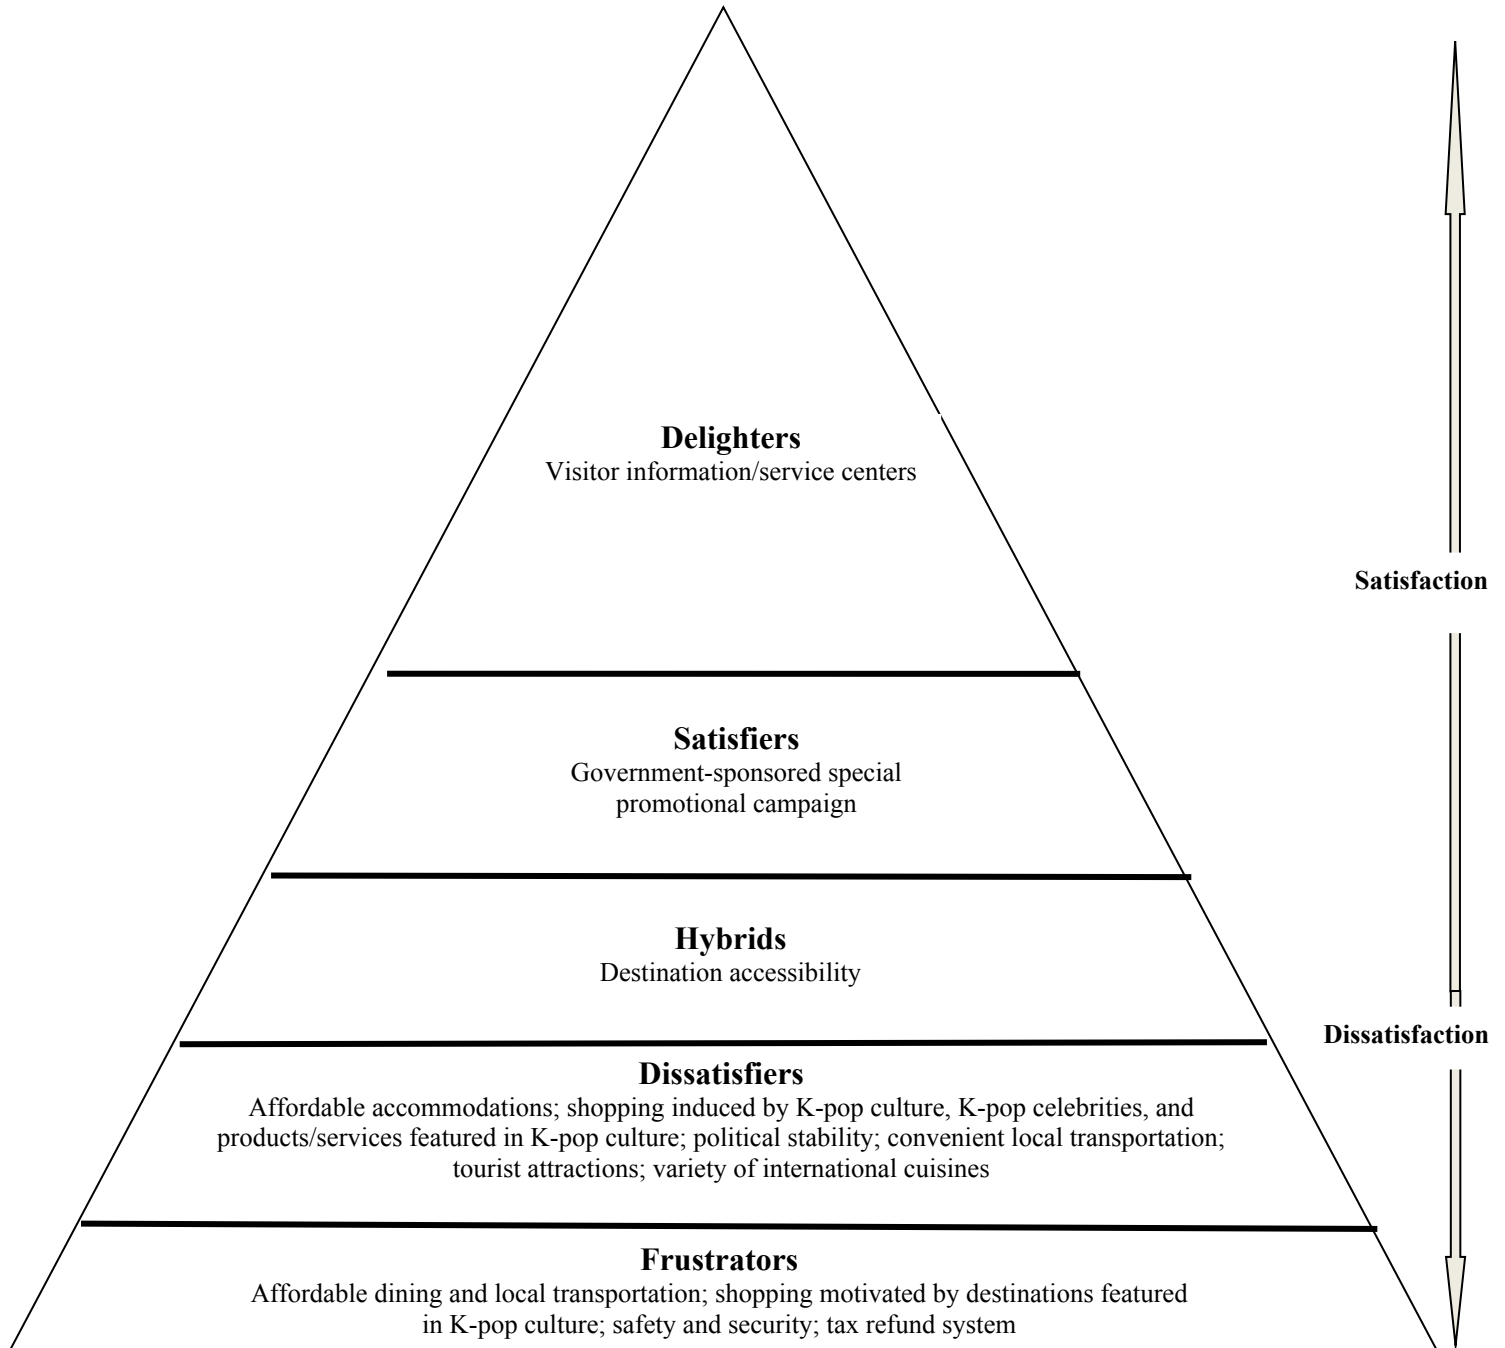 Delighters
Visitor information/service centers
Satisfaction
Satisfiers
Government-sponsored special
promotional campaign
Hybrids
Destination accessibility
Dissatisfaction
Dissatisfiers
Affordable accommodations; shopping induced by K-pop culture, K-pop celebrities, and
products/services featured in K-pop culture; political stability; convenient local transportation;
tourist attractions; variety of international cuisines
Frustrators
Affordable dining and local transportation; shopping motivated by destinations featured
in K-pop culture; safety and security; tax refund system